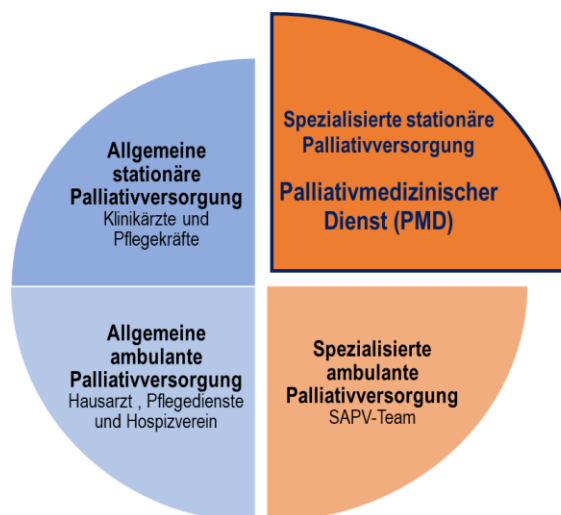 Allgemeine
stationäre
Palliativversorgung
Klinikärzte und
Pflegekräfte
Spezialisierte stationäre
Palliativversorgung
Palliativmedizinischer
Dienst (PMD)
Allgemeine
ambulante
Palliativversorgung
Hausarzt , Pflegedienste
und Hospizverein
Spezialisierte
ambulante
Palliativversorgung
SAPV-Team